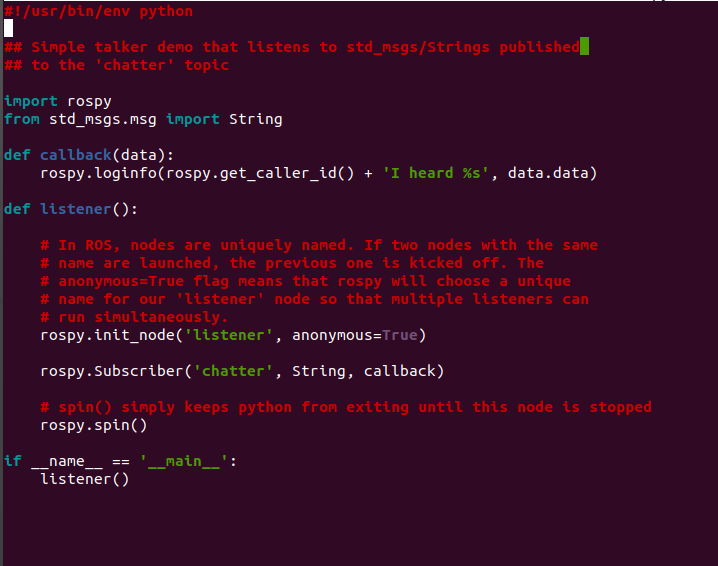 #!/usr/bin/env python
## Simple talker demo that listens to std_msgs/Strings published
## to the 'chatter' topic
import rospy
from std_msgs.msg import String
def callback(data):
    rospy.loginfo(rospy.get_caller_id() + 'I heard %s', data.data)
def listener():
    # In ROS, nodes are uniquely named. If two nodes with the same
    # name are launched, the previous one is kicked off. The
    # anonymous=True flag means that rospy will choose a unique
    # name for our 'listener' node so that multiple listeners can
    # run simultaneously.
    rospy.init_node('listener', anonymous=True)
    rospy.Subscriber('chatter', String, callback)
    # spin() simply keeps python from exiting until this node is stopped
    rospy.spin()
if __name__ == '__main__':
    listener()